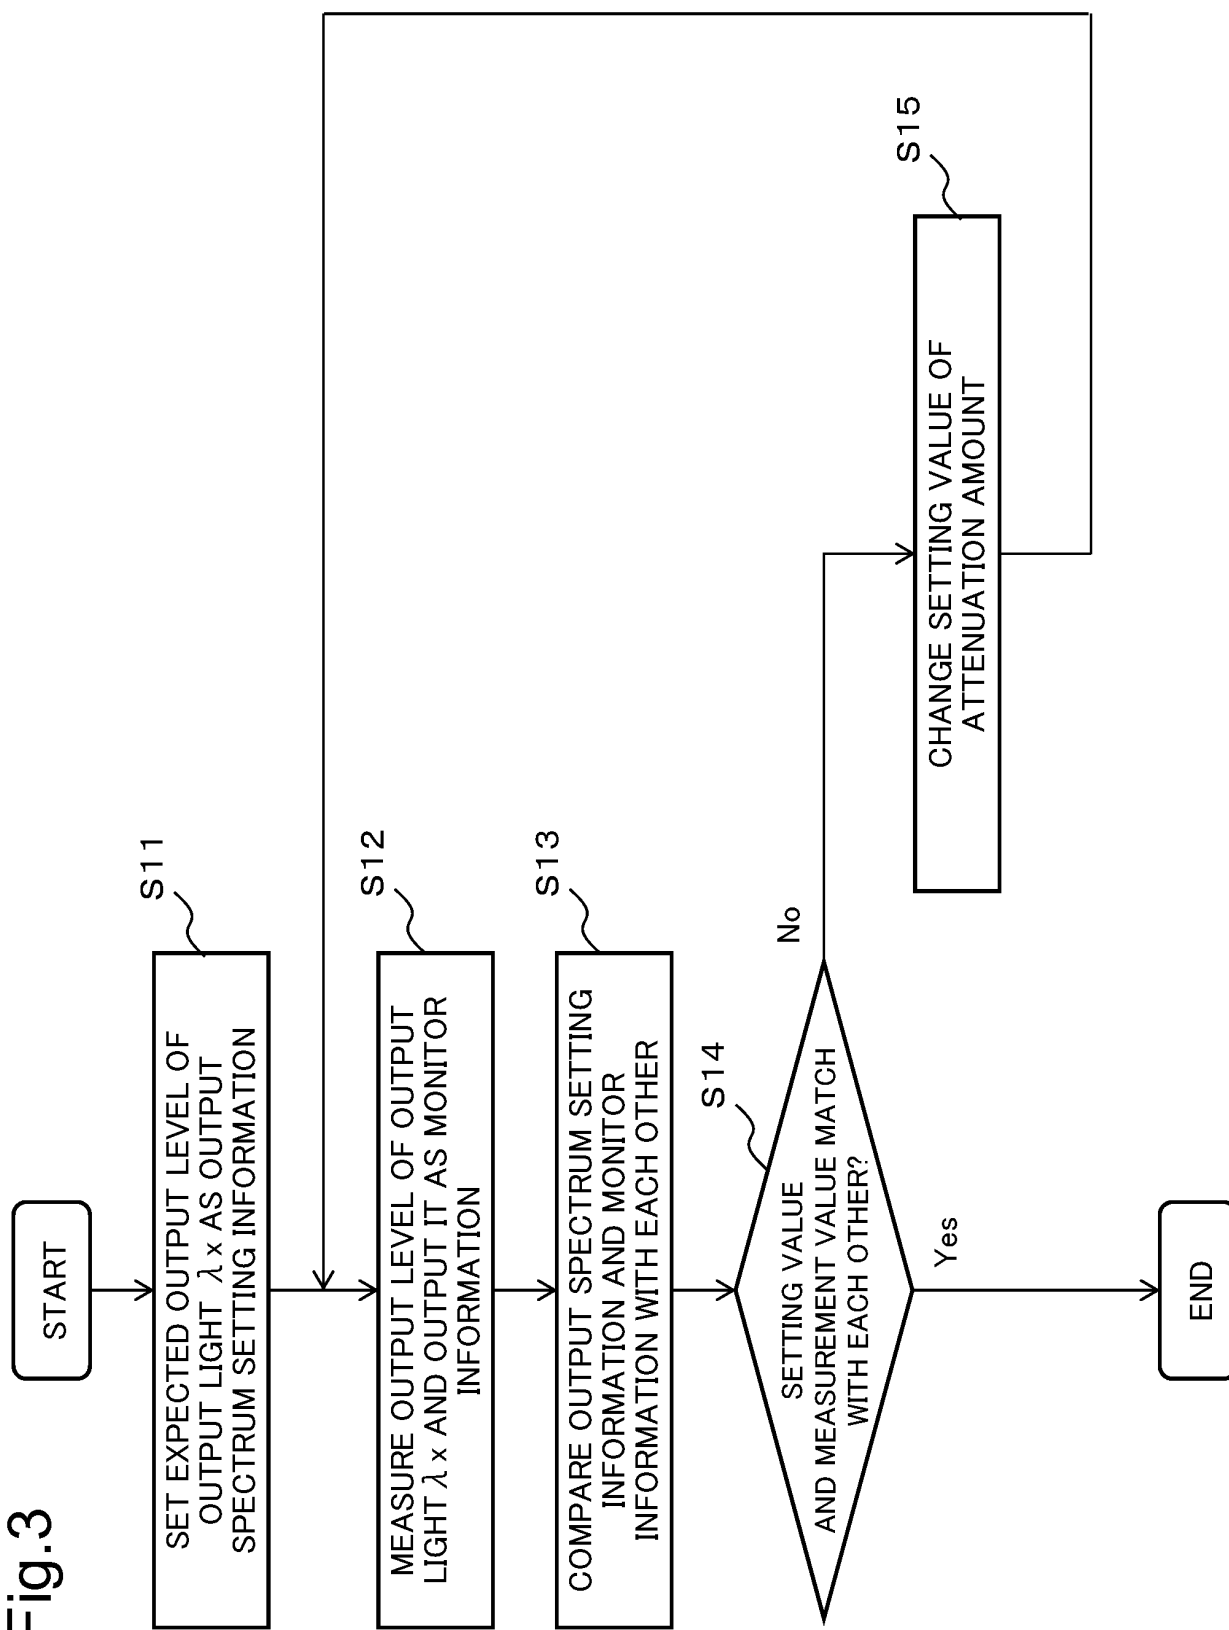 Fig.3
START
S11
SET EXPECTED OUTPUT LEVEL OF
OUTPUT LIGHT λx AS OUTPUT
SPECTRUM SETTING INFORMATION
S12
MEASURE OUTPUT LEVEL OF OUTPUT
LIGHT λx AND OUTPUT IT AS MONITOR
INFORMATION
S13
COMPARE OUTPUT SPECTRUM SETTING
INFORMATION AND MONITOR
INFORMATION WITH EACH OTHER
S14
SETTING VALUE
AND MEASUREMENT VALUE MATCH
WITH EACH OTHER?
No
Yes
S15
CHANGE SETTING VALUE OF
ATTENUATION AMOUNT
END